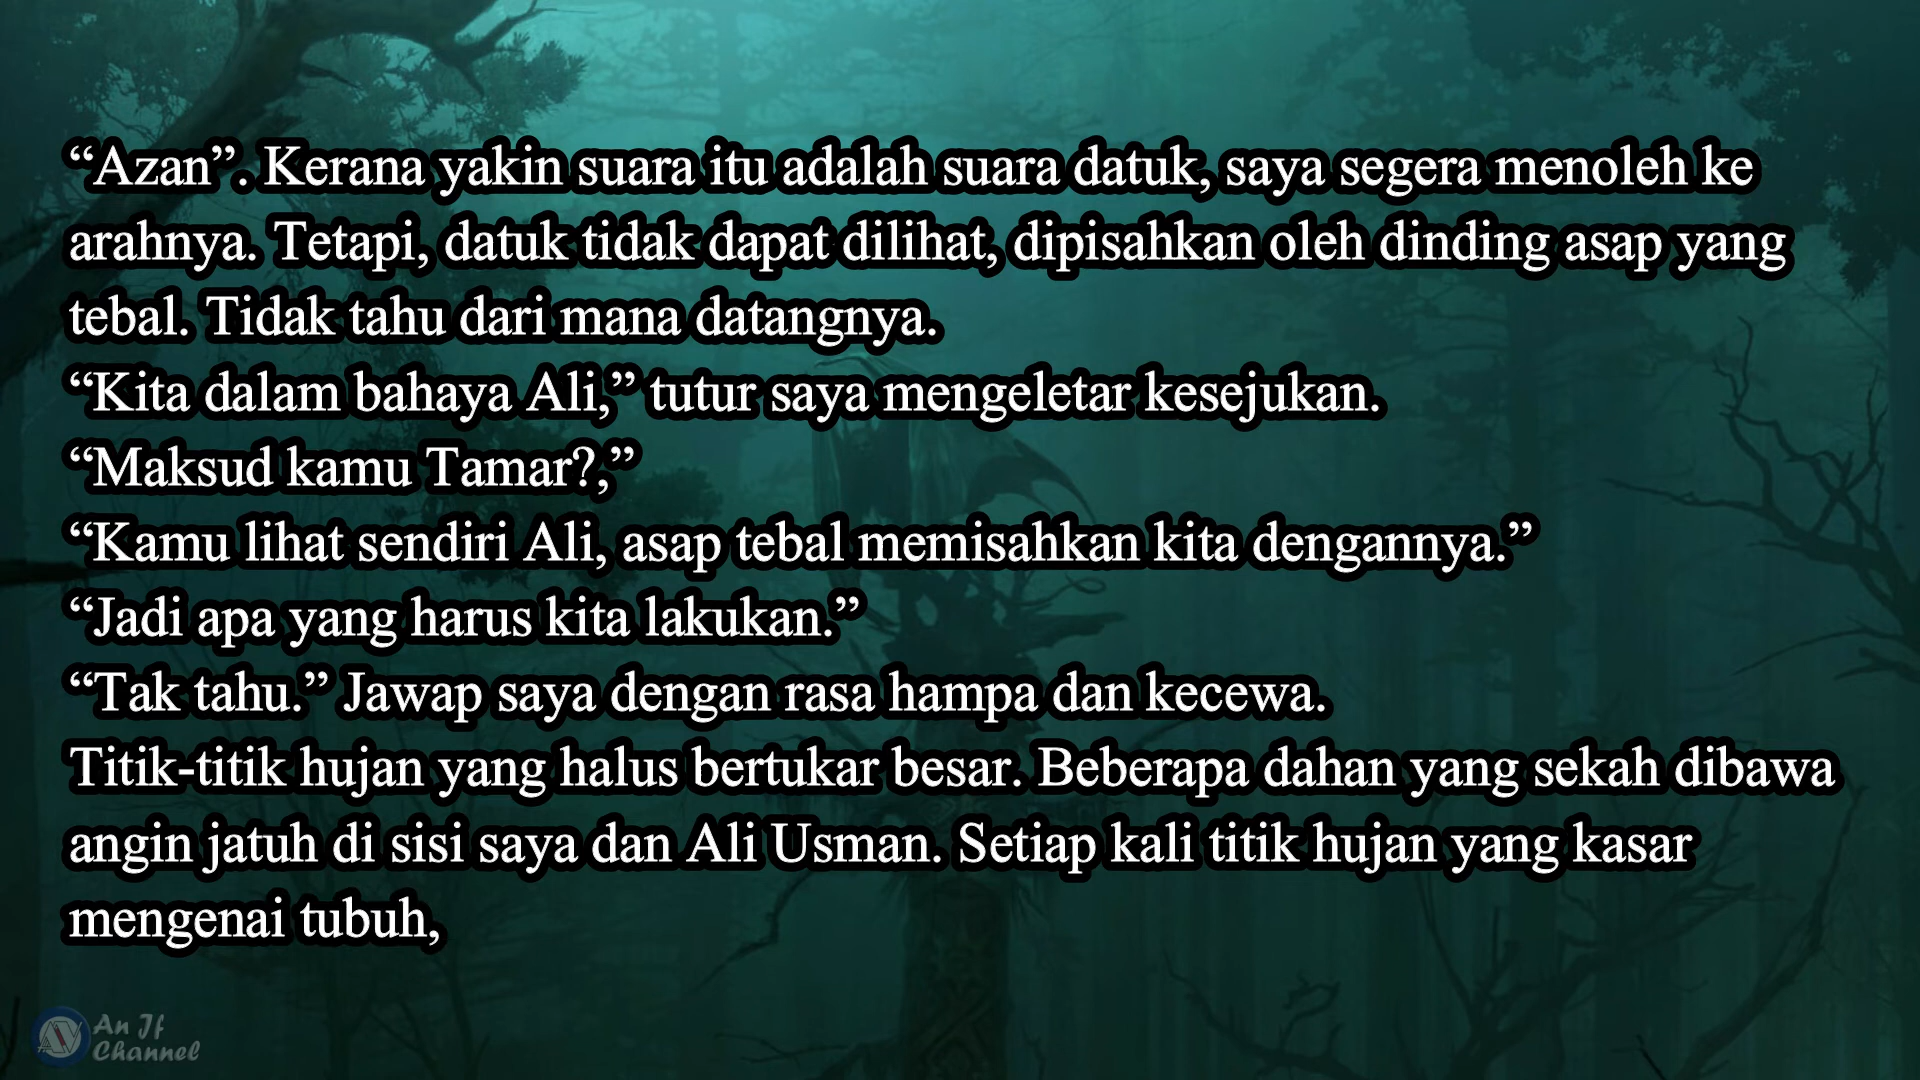 “Azan”. Kerana yakin suara itu adalah suara datuk, saya segera menoleh ke
arahnya. Tetapi, datuk tidak dapat dilihat, dipisahkan oleh dinding asap yang
tebal. Tidak tahu dari mana datangnya.
“Kita dalam bahaya Ali,” tutur saya mengeletar kesejukan.
“Maksud kamu Tamar?,”
“Kamu lihat sendiri Ali, asap tebal memisahkan kita dengannya.”
“Jadi apa yang harus kita lakukan.”
“Tak tahu.” Jawap saya dengan rasa hampa dan kecewa.
Titik-titik hujan yang halus bertukar besar. Beberapa dahan yang sekah dibawa
angin jatuh di sisi saya dan Ali Usman. Setiap kali titik hujan yang kasar
mengenai tubuh,
An If
Channel